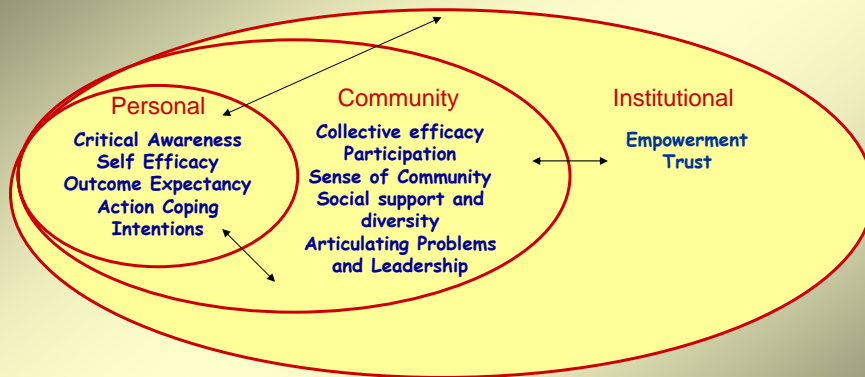 Personal
Critical Awareness
Self Efficacy
Outcome Expectancy
Action Coping
Intentions
Community
Collective efficacy
Participation
Sense of Community
Social support and
diversity
Articulating Problems
and Leadership
Institutional
Empowerment
Trust